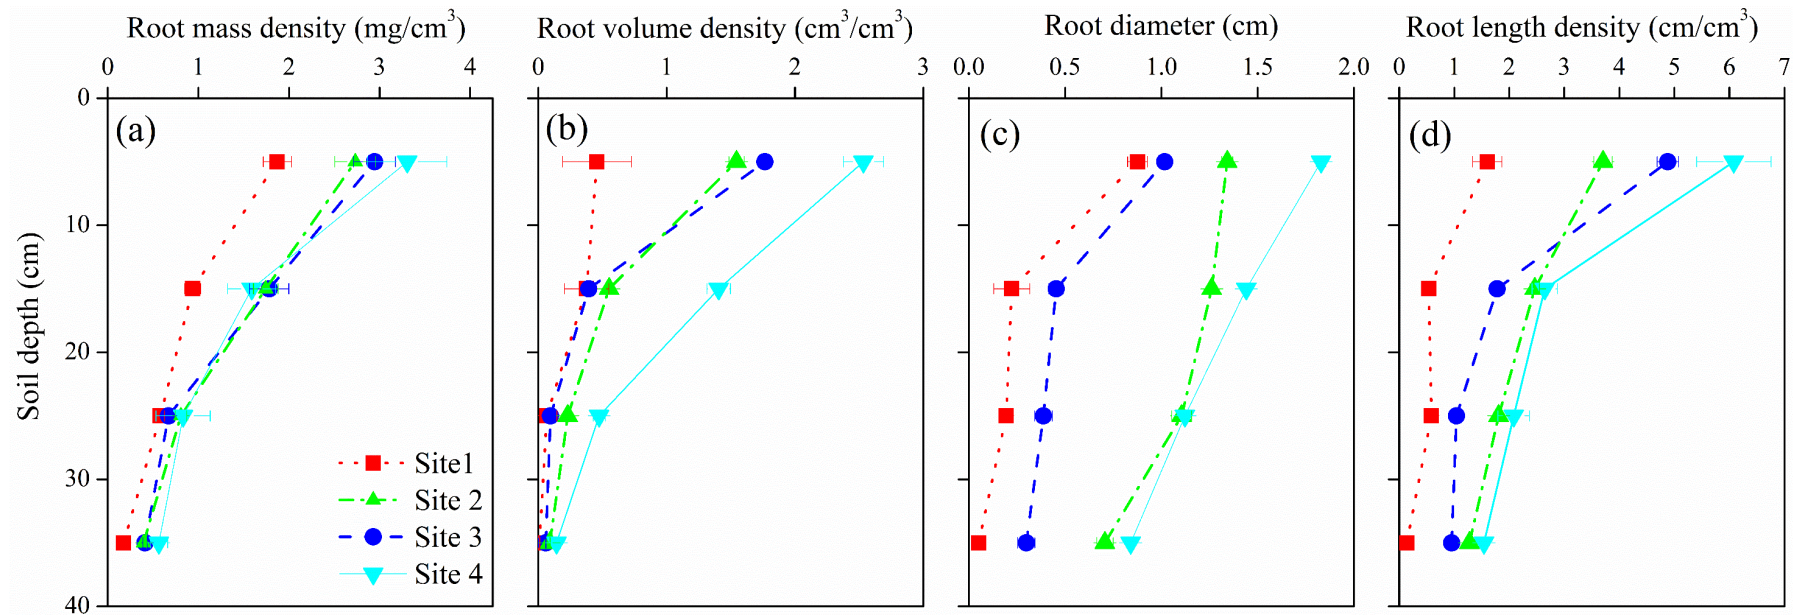 Root mass density (mg/cm³)
Root volume density (cm³/cm³)
Root diameter (cm)
Root length density (cm/cm³)
0 1 2 3 4
0 1 2 3
0.0 0.5 1.0 1.5 2.0
0 1 2 3 4 5 6 7
0
10
20
30
40
Soil depth (cm)
(a)
(b)
(c)
(d)
Site1
Site 2
Site 3
Site 4